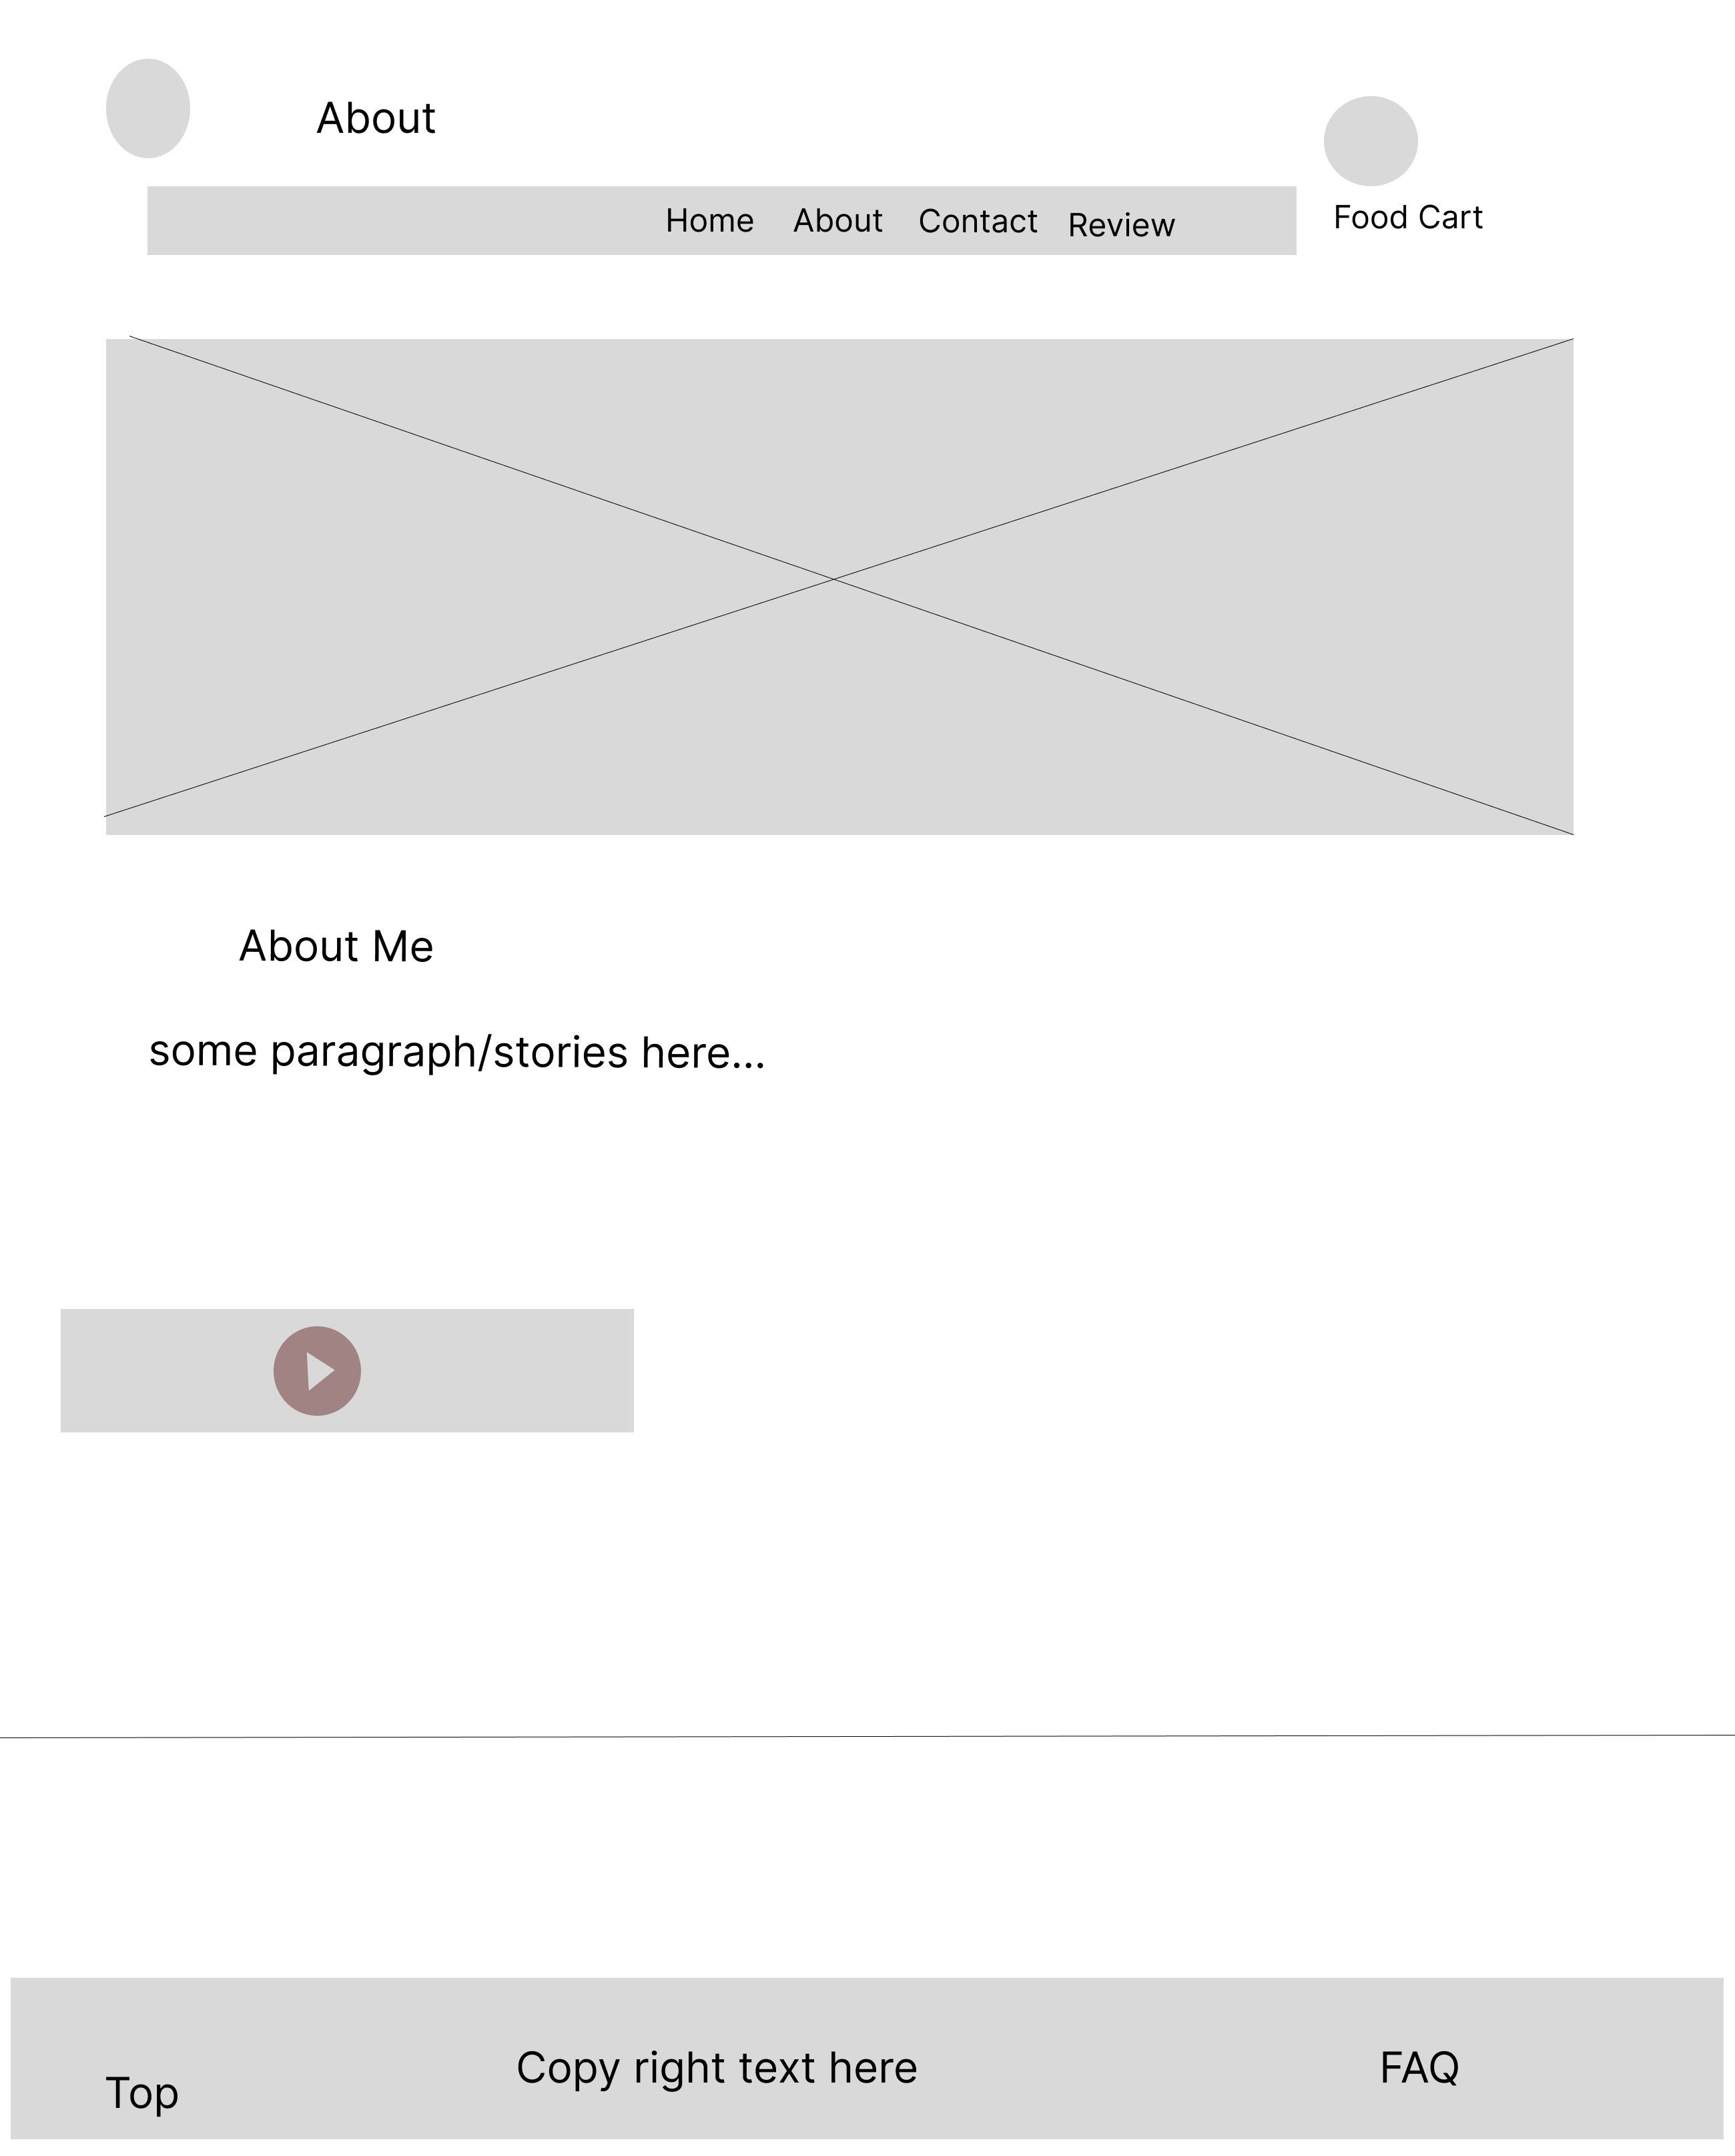 About
Home About Contact Review
Food Cart
About Me
some paragraph/stories here...
Top
Copy right text here
FAQ